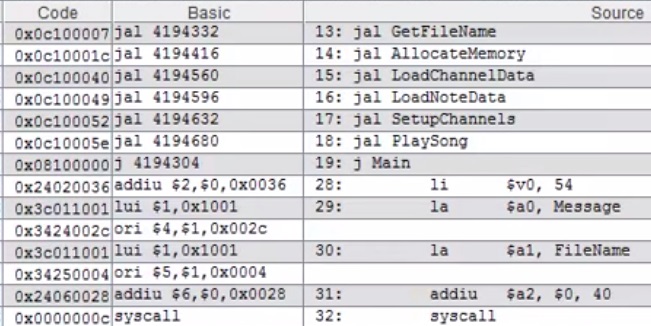 Code Basic Source
0x0c100007 jal 4194332 13: jal GetFileName
0x0c10001c jal 4194416 14: jal AllocateMemory
0x0c100040 jal 4194560 15: jal LoadChannelData
0x0c100049 jal 4194596 16: jal LoadNoteData
0x0c100052 jal 4194632 17: jal SetupChannels
0x0c10005e jal 4194680 18: jal PlaySong
0x08100000 j 4194304 19: j Main
0x24020036 addiu $2,$0,0x0036 28: li $v0, 54
0x3c011001 lui $1,0x1001 29: la $a0, Message
0x3424002c ori $4,$1,0x002c
0x3c011001 lui $1,0x1001 30: la $a1, FileName
0x34250004 ori $5,$1,0x0004
0x24060028 addiu $6,$0,0x0028 31: addiu $a2, $0, 40
0x0000000c syscall 32: syscall